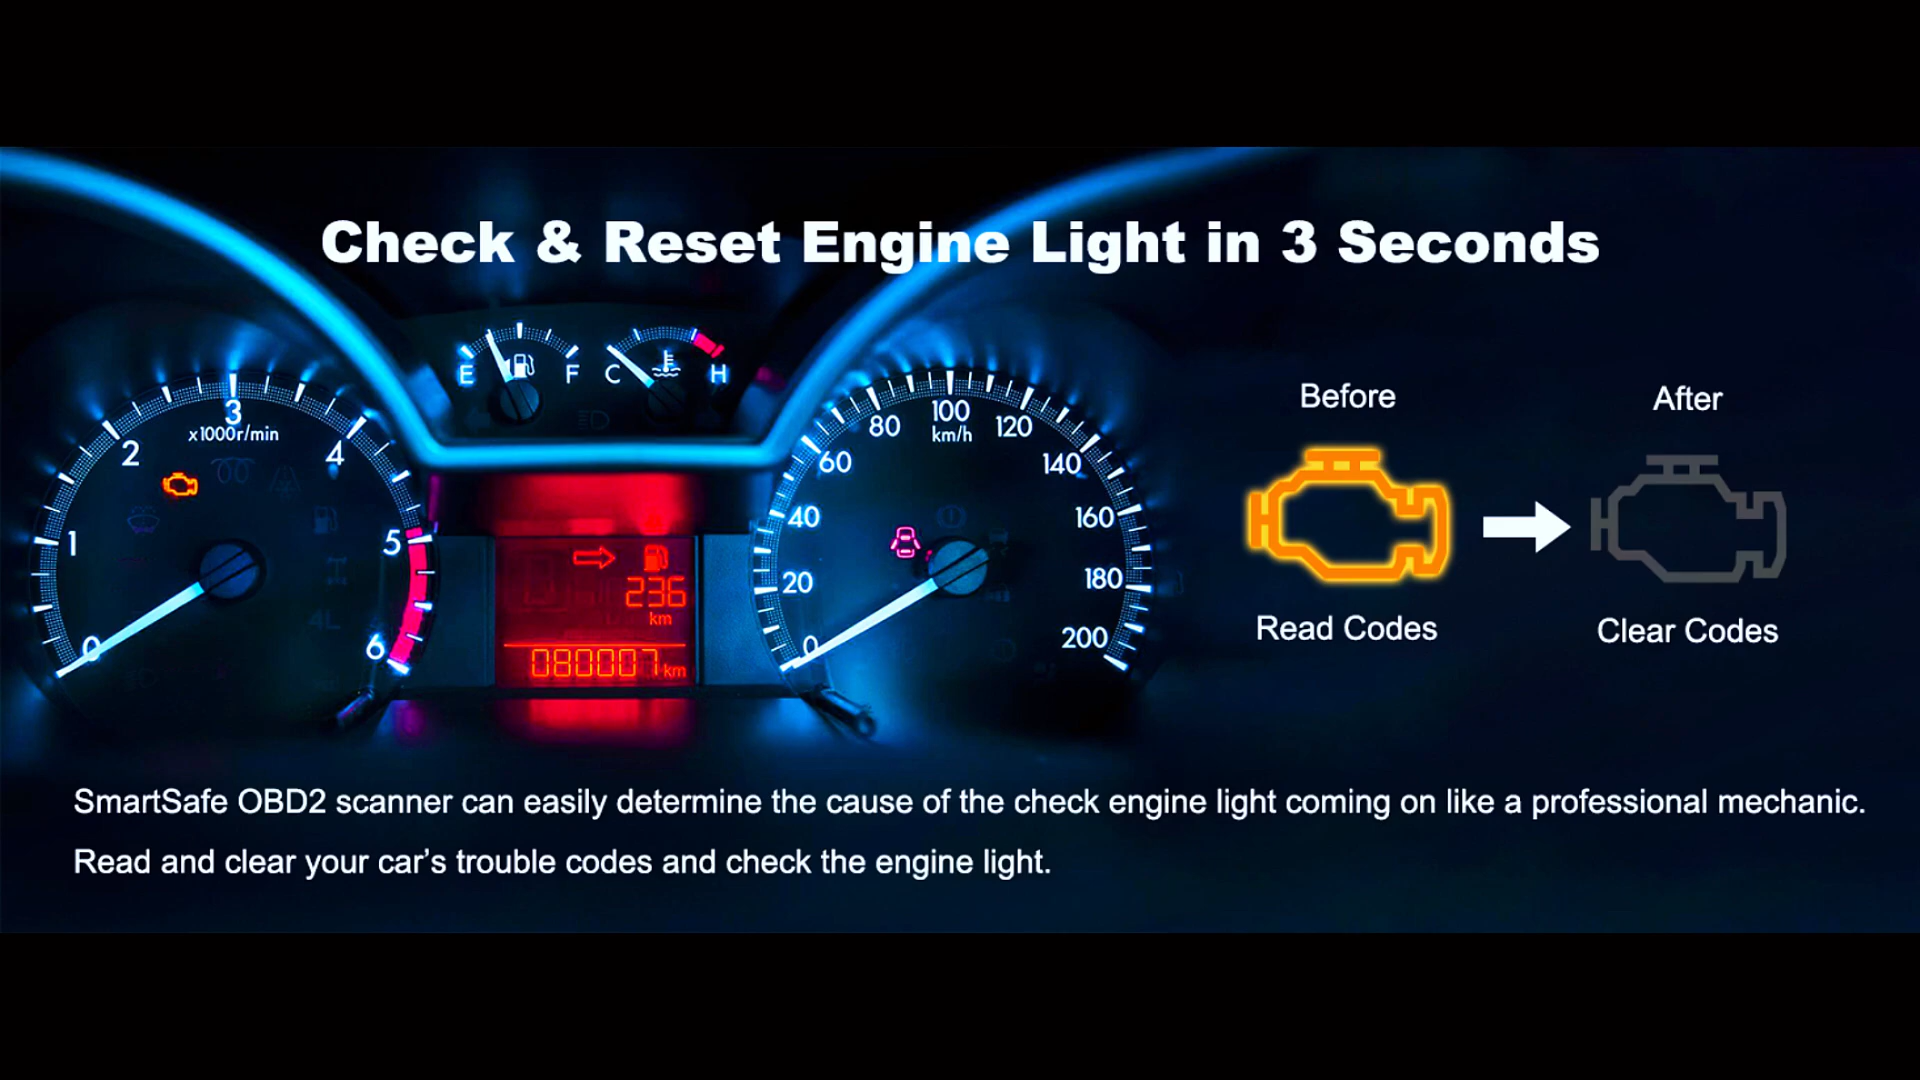 Check & Reset Engine Light in 3 Seconds
E F C H
0 1 2 3 4 5 6
x1000r/min
4L
236
km
080007 km
0 20 40 60 80 100 120 140 160 180 200
km/h
Before
After
Read Codes
Clear Codes
SmartSafe OBD2 scanner can easily determine the cause of the check engine light coming on like a professional mechanic.
Read and clear your car’s trouble codes and check the engine light.